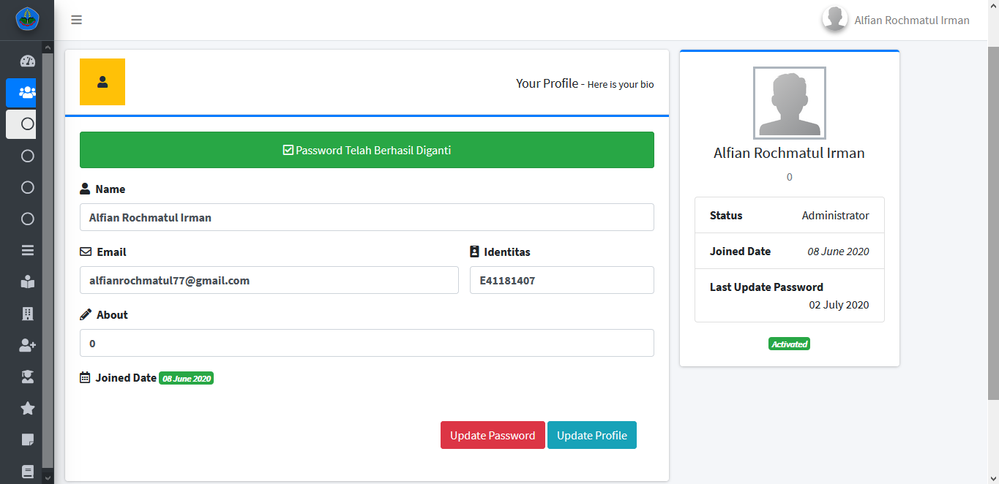 Alfian Rochmatul Irman
Your Profile - Here is your bio
Password Telah Berhasil Diganti
Name
Alfian Rochmatul Irman
Email
Identitas
alfianrochmatul77@gmail.com
E41181407
About
0
Joined Date 08 June 2020
Update Password
Update Profile
Alfian Rochmatul Irman
0
Status Administrator
Joined Date 08 June 2020
Last Update Password
02 July 2020
Activated